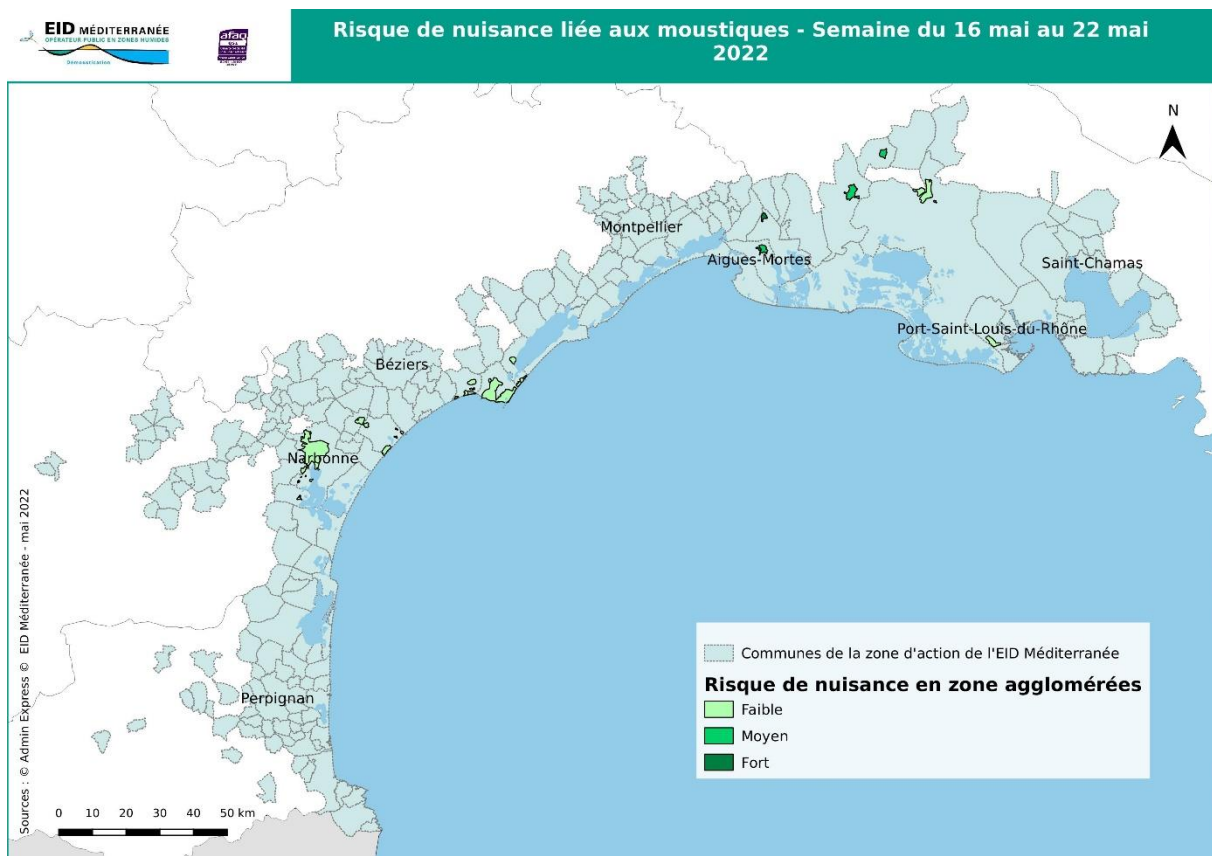 EID MÉDITERRANÉE
OPÉRATEUR PUBLIC EN ZONES HUMIDES
Démoustication
afaq
Risque de nuisance liée aux moustiques - Semaine du 16 mai au 22 mai
2022
N
Montpellier
Aigues-Mortes
Saint-Chamas
Port-Saint-Louis-du-Rhône
Béziers
Narbonne
Perpignan
Sources : © Admin Express © EID Méditerranée - mai 2022
0 10 20 30 40 50 km
Communes de la zone d'action de l'EID Méditerranée
Risque de nuisance en zone agglomérées
Faible
Moyen
Fort